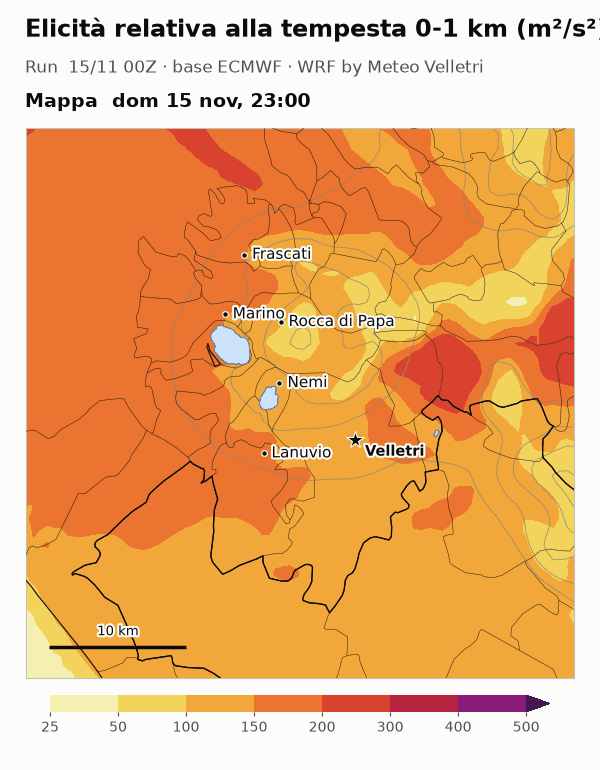 Elicità relativa alla tempesta 0-1 km (m²/s²)
Run  15/11 00Z · base ECMWF · WRF by Meteo Velletri
Mappa  dom 15 nov, 23:00
Frascati
Marino
Rocca di Papa
Nemi
Velletri
Lanuvio
10 km
25 50 100 150 200 300 400 500